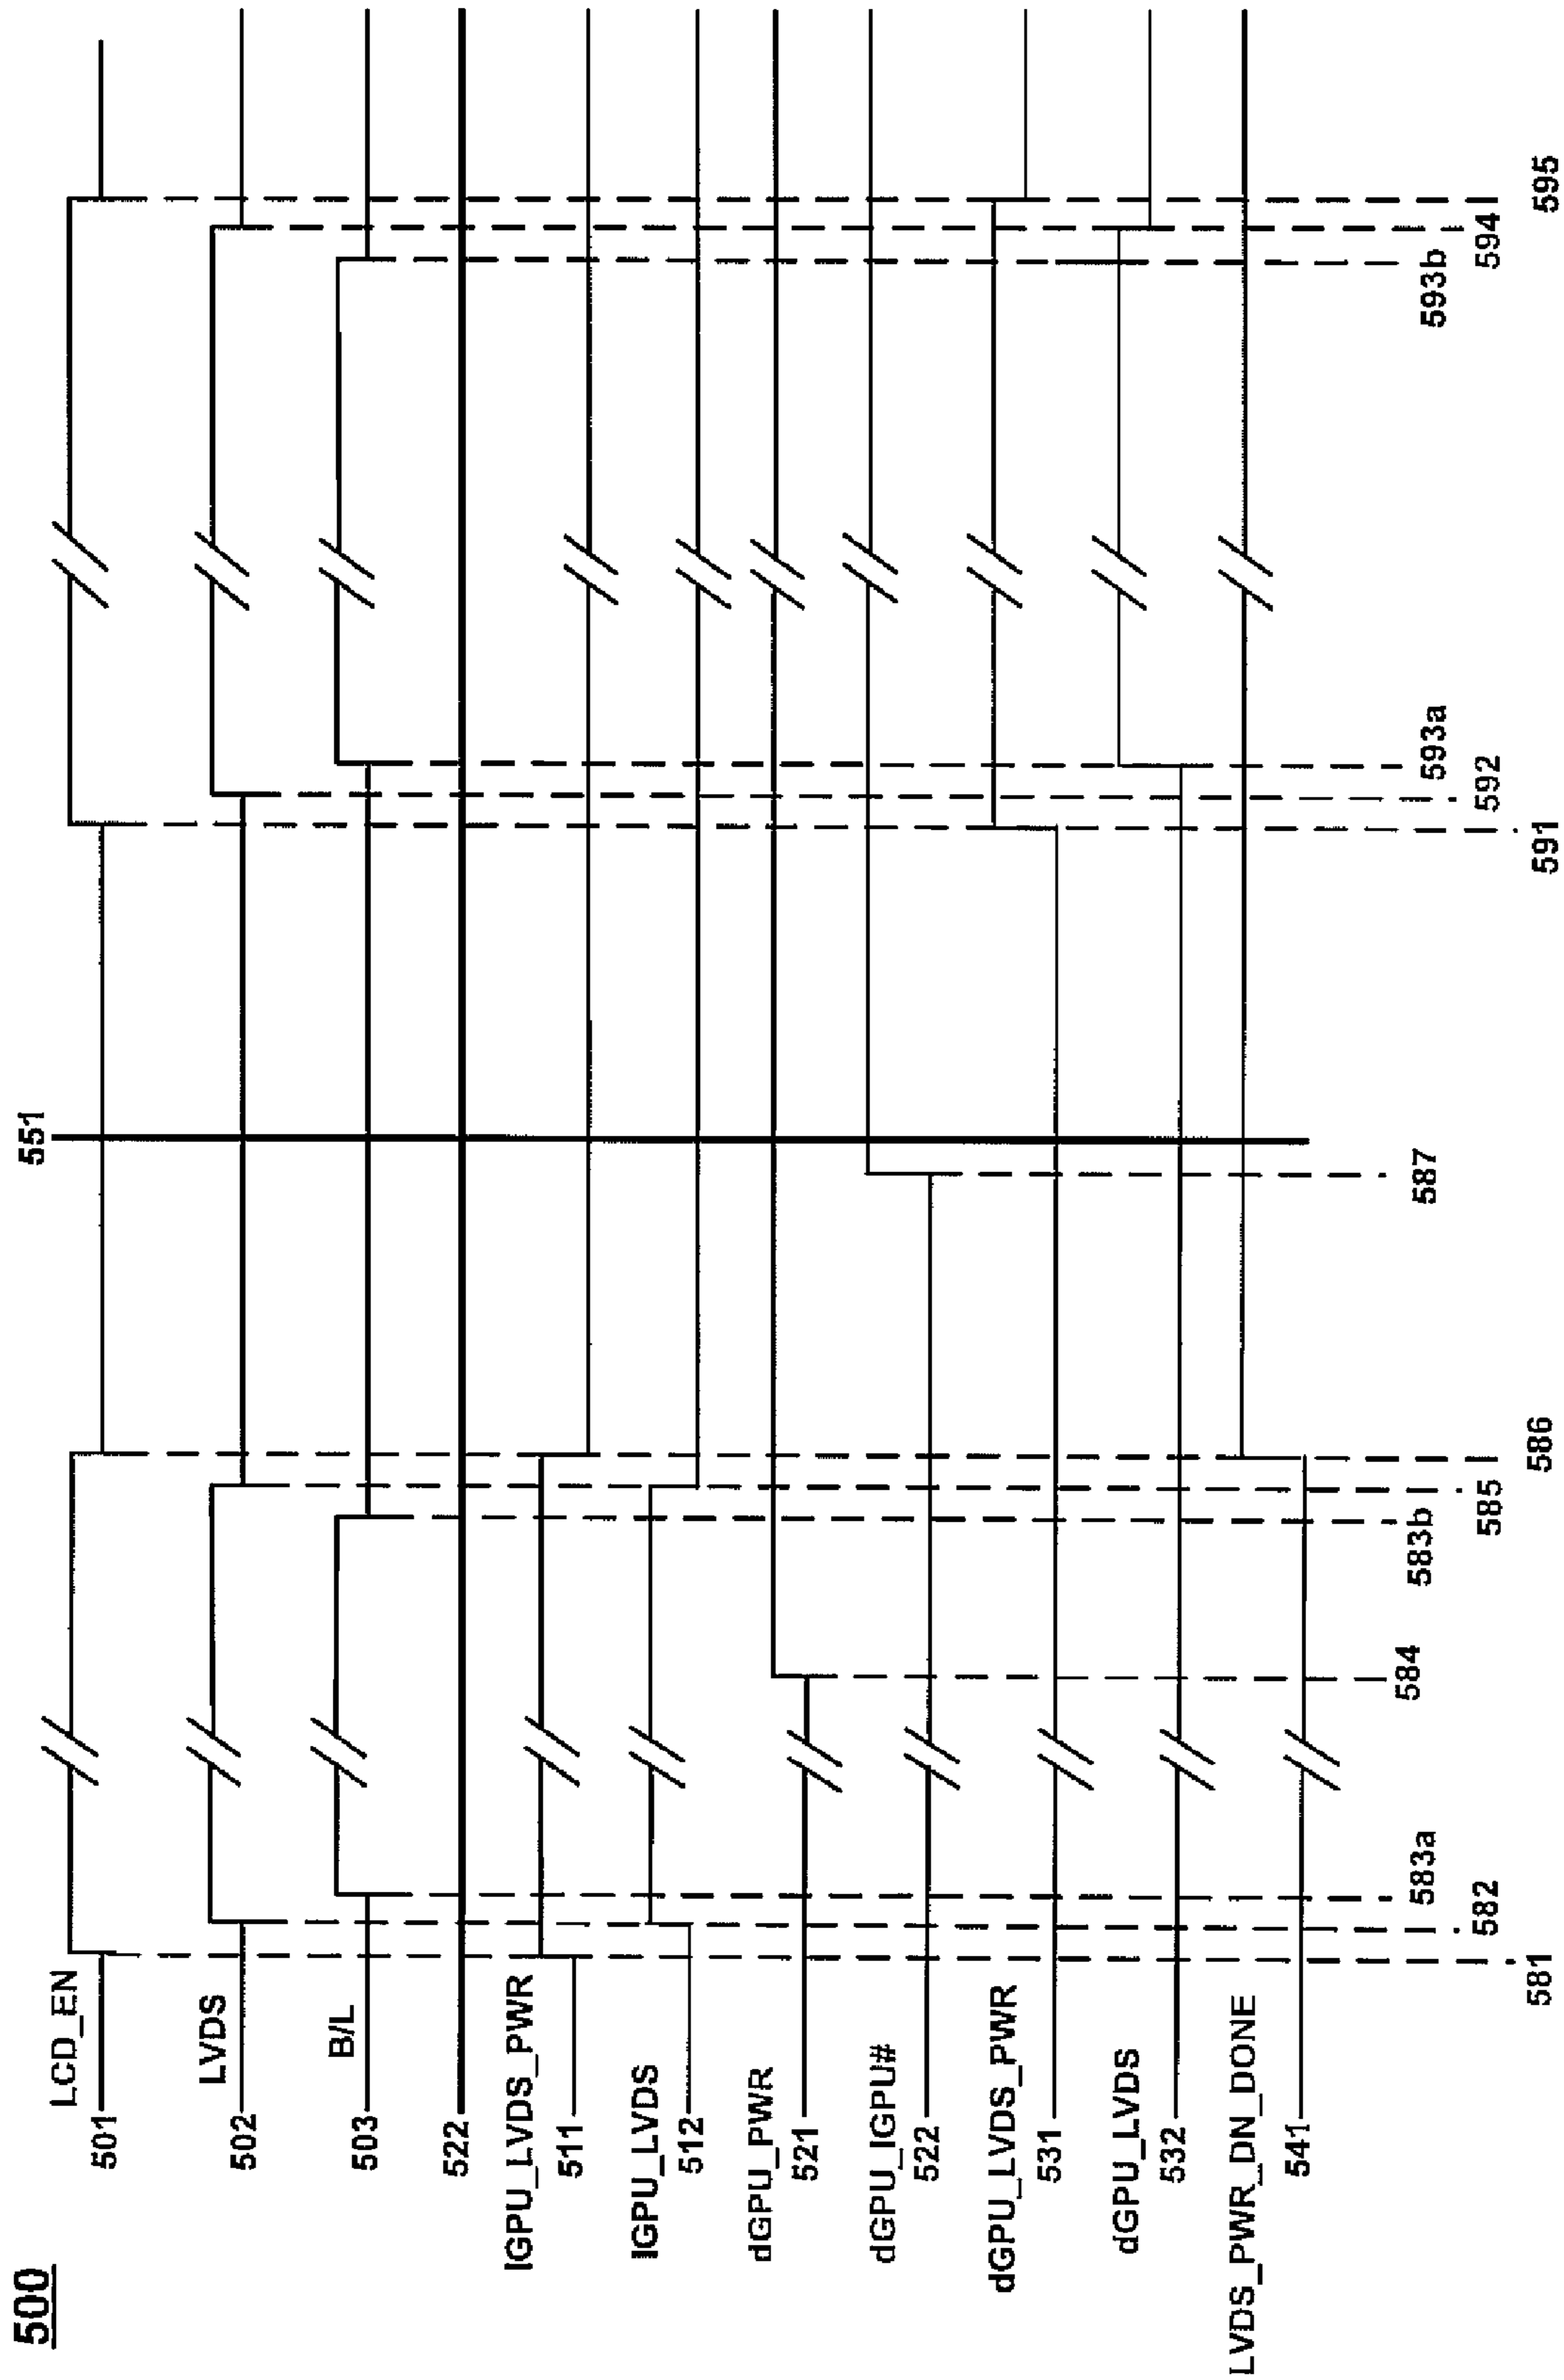 500
551
LCD_EN
501
LVDS
502
B/L
503
522
IGPU_LVDS_PWR
511
IGPU_LVDS
512
dGPU_PWR
521
dGPU_IGPU#
522
dGPU_LVDS_PWR
531
dGPU_LVDS
532
LVDS_PWR_DN_DONE
541
581
582
583a
584
583b
585
586
587
591
592
593a
593b
594
595